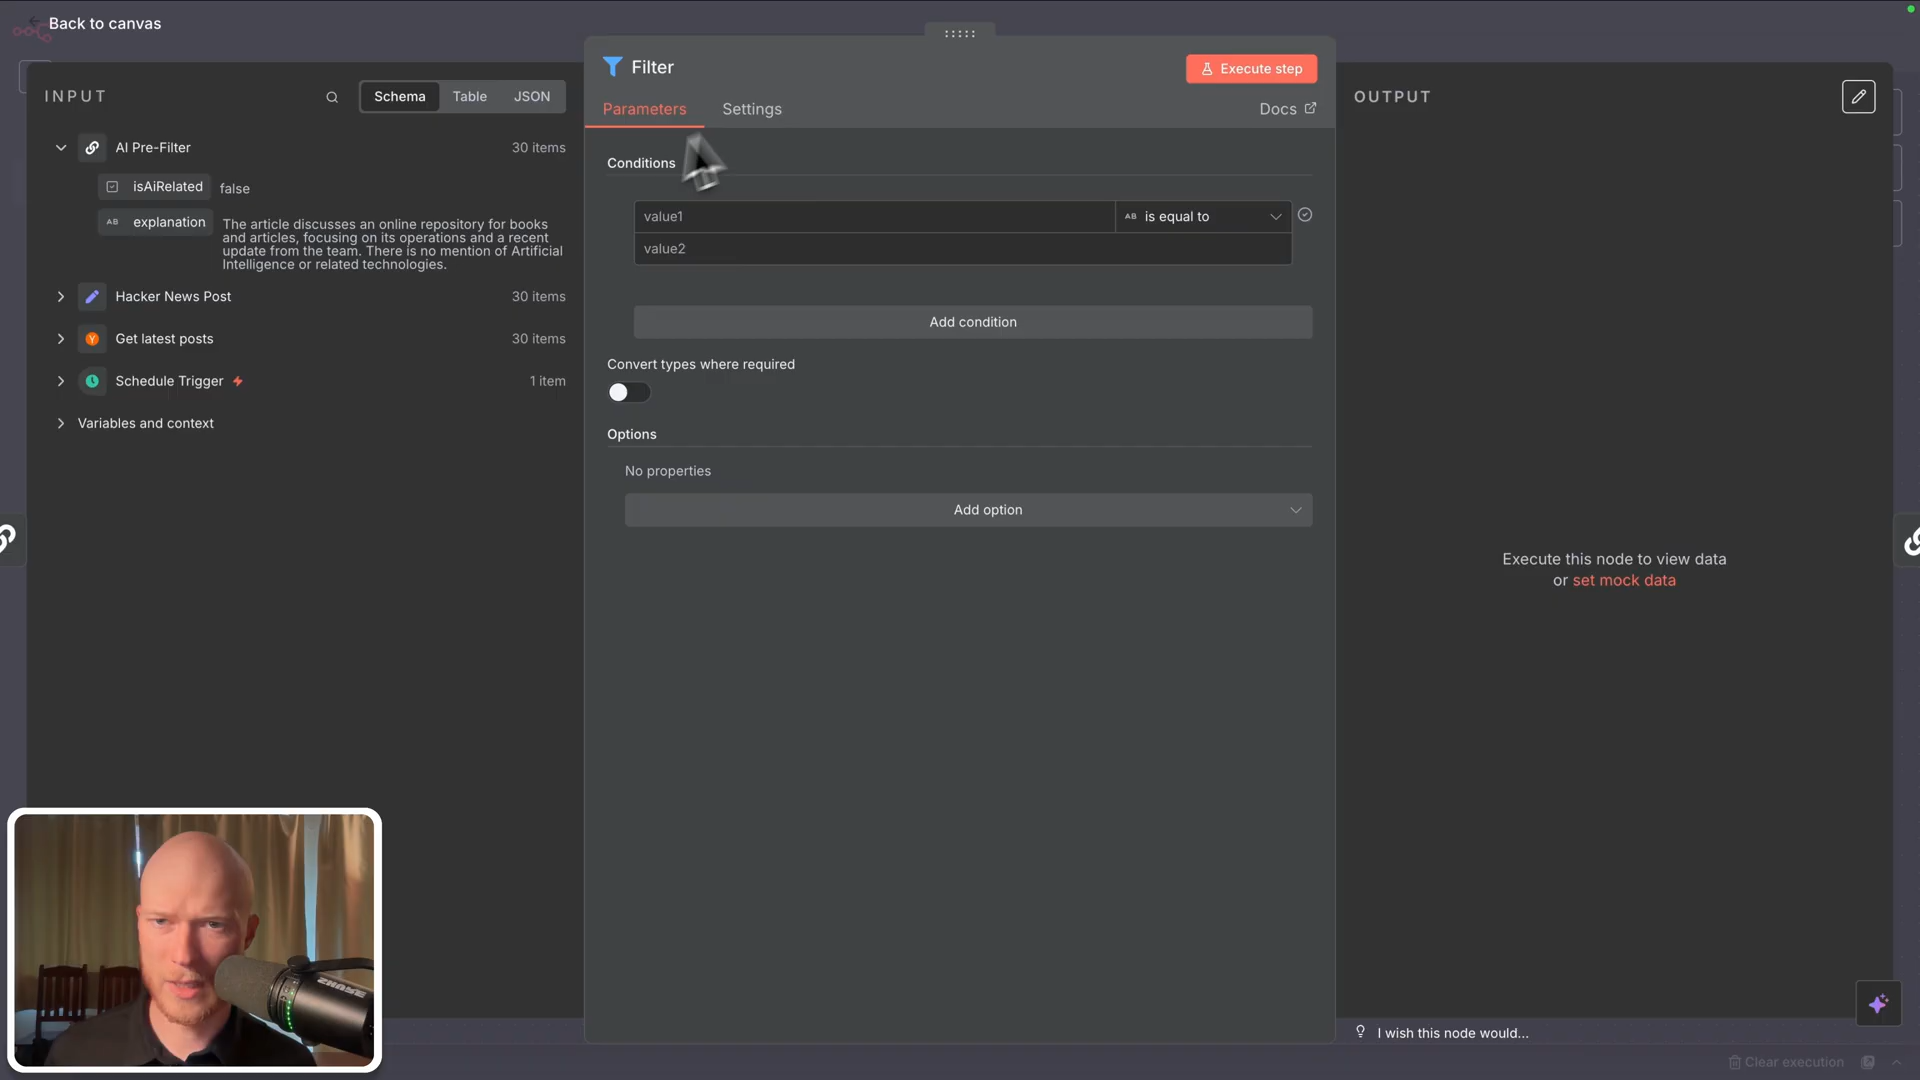 Back to canvas
INPUT
Schema
Table
JSON
AI Pre-Filter
30 items
isAiRelated
false
AB
explanation
The article discusses an online repository for books
and articles, focusing on its operations and a recent
update from the team. There is no mention of Artificial
Intelligence or related technologies.
Hacker News Post
30 items
Y
Get latest posts
30 items
Schedule Trigger
1 item
Variables and context
Filter
Execute step
Parameters
Settings
Docs
Conditions
value1
AB
is equal to
value2
Add condition
Convert types where required
Options
No properties
Add option
OUTPUT
Execute this node to view data
or set mock data
I wish this node would...
Clear execution
SHURE